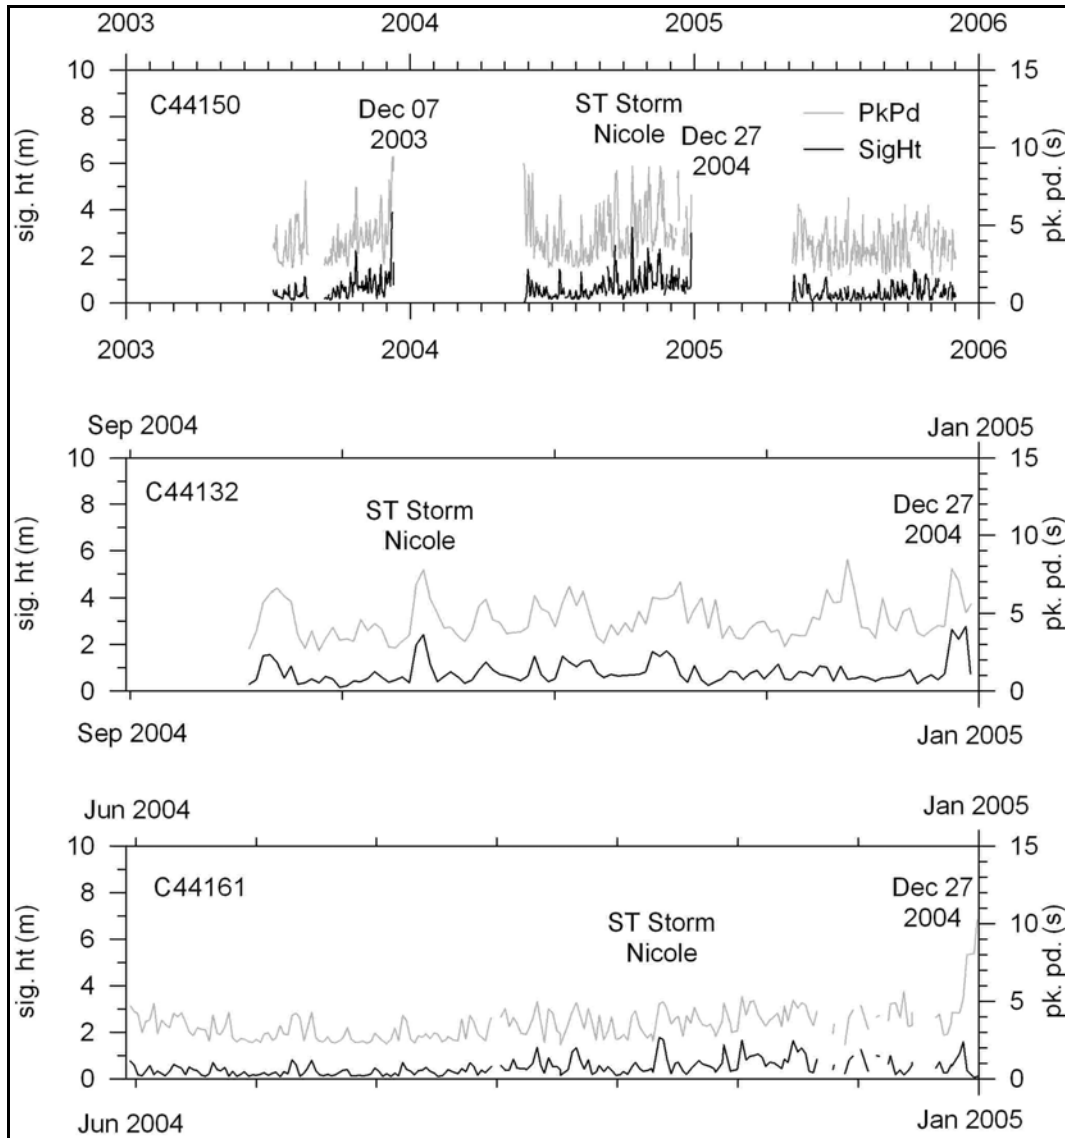 2003 2004 2005 2006
10 15
C44150 Dec 07 ST Storm PkPd
2003 Nicole Dec 27 SigHt
2004
8
6 10
4 5
2
0 0
sig. ht (m)
pk. pd. (s)
2003 2004 2005 2006
Sep 2004 Jan 2005
10 15
C44132 ST Storm Dec 27
Nicole 2004
8
6 10
4 5
2
0 0
sig. ht (m)
pk. pd. (s)
Sep 2004 Jan 2005
Jun 2004 Jan 2005
10 15
C44161 ST Storm Dec 27
Nicole 2004
8
6 10
4 5
2
0 0
sig. ht (m)
pk. pd. (s)
Jun 2004 Jan 2005